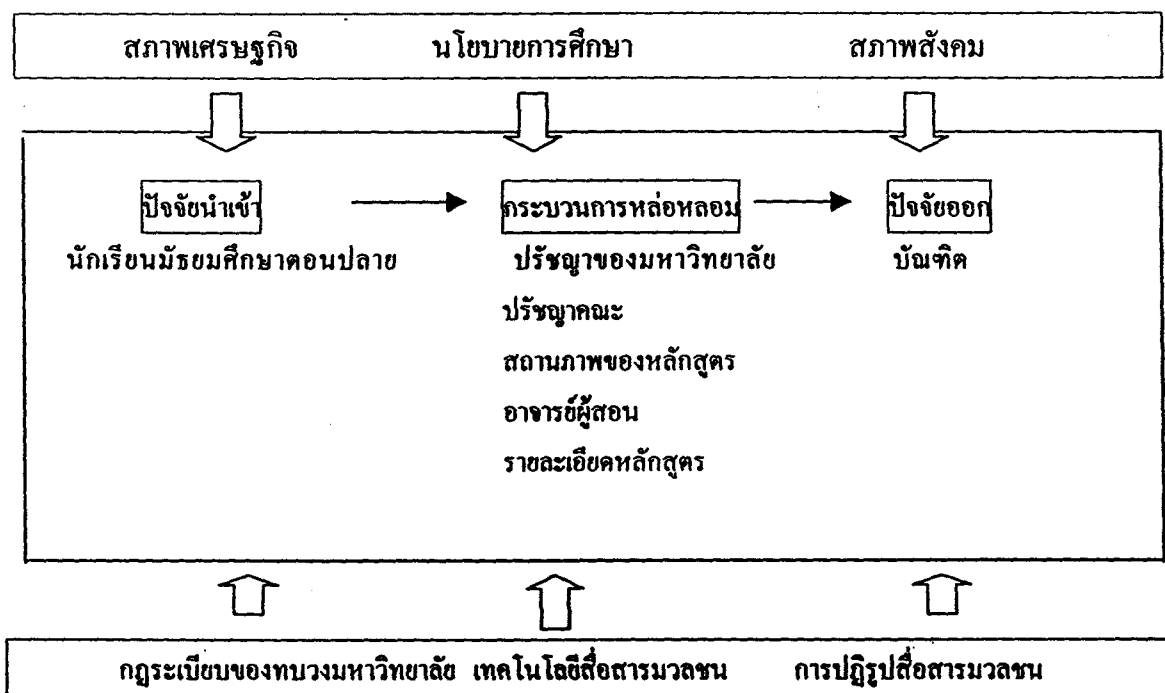 สภาพเศรษฐกิจ นโยบายการศึกษา สภาพสังคม
ปัจจัยนำเข้า กระบวนการหล่อหลอม ปัจจัยออก
นักเรียนมัธยมศึกษาตอนปลาย ปรัชญาของมหาวิทยาลัย บัณฑิต
ปรัชญาคณะ
สถานภาพของหลักสูตร
อาจารย์ผู้สอน
รายละเอียดหลักสูตร
กฎระเบียบของทบวงมหาวิทยาลัย เทคโนโลยีสื่อสารมวลชน การปฏิรูปสื่อสารมวลชน